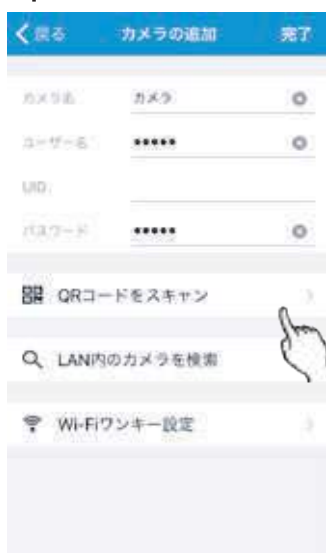 戻る カメラの追加 完了
カメラ名 カメラ
ユーザー名 •••••
UID
パスワード •••••
QRコードをスキャン
LAN内のカメラを検索
Wi-Fiワンキー設定